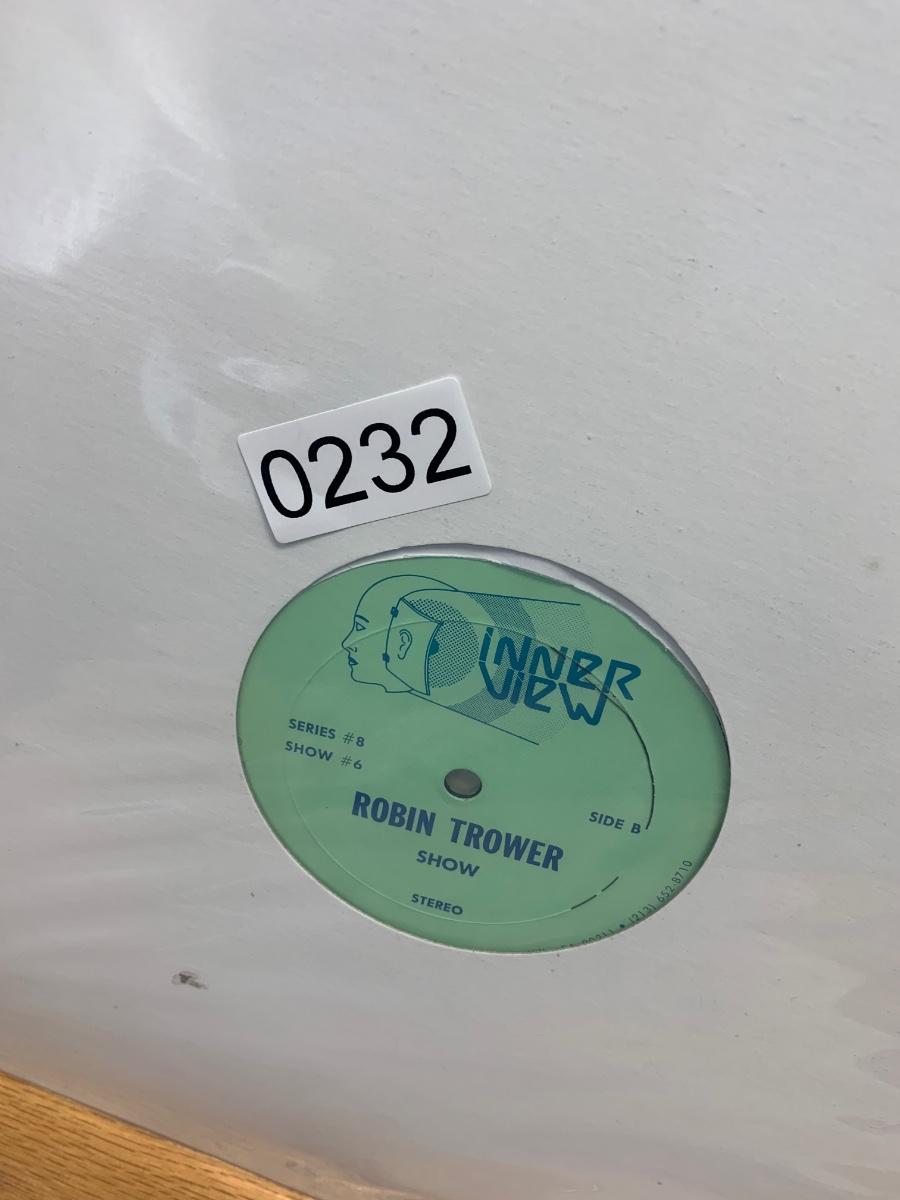 0232
INNER
VIEW
SERIES #8
SHOW #6
SIDE B
ROBIN TROWER
SHOW
STEREO
(213) 652-8710